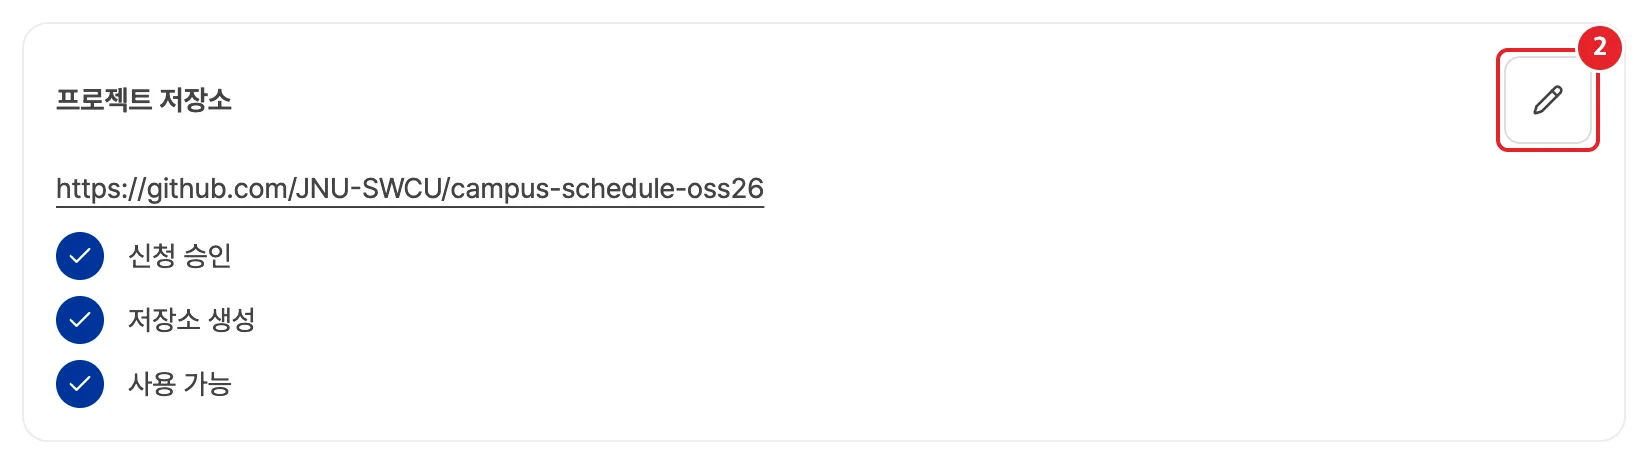 2
프로젝트 저장소
https://github.com/JNU-SWCU/campus-schedule-oss26
신청 승인
저장소 생성
사용 가능